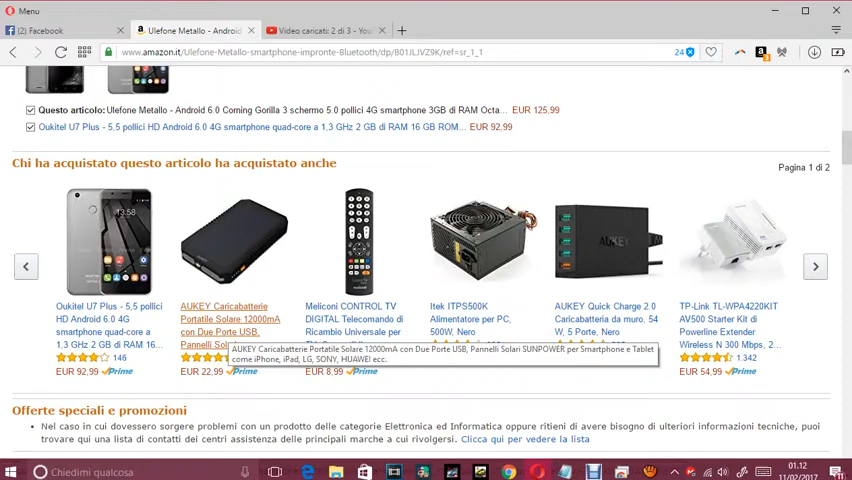 Menu
Facebook
Ulefone Metallo - Android
Video caricati: 2 di 3 - You
www.amazon.it/Ulefone-Metallo-smartphone-impronte-Bluetooth/dp/B01JLJVZ9K/ref=sr_1_1
24
3
Questo articolo: Ulefone Metallo - Android 6.0 Corning Gorilla 3 schermo 5.0 pollici 4G smartphone 3GB di RAM Octa... EUR 125,99
Oukitel U7 Plus - 5,5 pollici HD Android 6.0 4G smartphone quad-core a 1,3 GHz 2 GB di RAM 16 GB ROM... EUR 92,99
Chi ha acquistato questo articolo ha acquistato anche
Pagina 1 di 2
13:58
AUKEY
Oukitel U7 Plus - 5,5 pollici
HD Android 6.0 4G
smartphone quad-core a
1,3 GHz 2 GB di RAM 16...
146
EUR 92,99 Prime
AUKEY Caricabatterie
Portatile Solare 12000mA
con Due Porte USB,
Pannelli Solari
EUR 22,99 Prime
Meliconi CONTROL TV
DIGITAL Telecomando di
Ricambio Universale per
EUR 8,99 Prime
Itek ITPS500K
Alimentatore per PC,
500W, Nero
AUKEY Quick Charge 2.0
Caricabatteria da muro, 54
W, 5 Porte, Nero
TP-Link TL-WPA4220KIT
AV500 Starter Kit di
Powerline Extender
Wireless N 300 Mbps, 2...
1.342
EUR 54,99 Prime
AUKEY Caricabatterie Portatile Solare 12000mA con Due Porte USB, Pannelli Solari SUNPOWER per Smartphone e Tablet
come iPhone, iPad, LG, SONY, HUAWEI ecc.
Offerte speciali e promozioni
Nel caso in cui dovessero sorgere problemi con un prodotto delle categorie Elettronica ed Informatica oppure ritieni di avere bisogno di ulteriori informazioni tecniche, puoi
trovare qui una lista di contatti dei centri assistenza delle principali marche a cui rivolgersi. Clicca qui per vedere la lista
Chiedimi qualcosa
01.12
11/02/2017